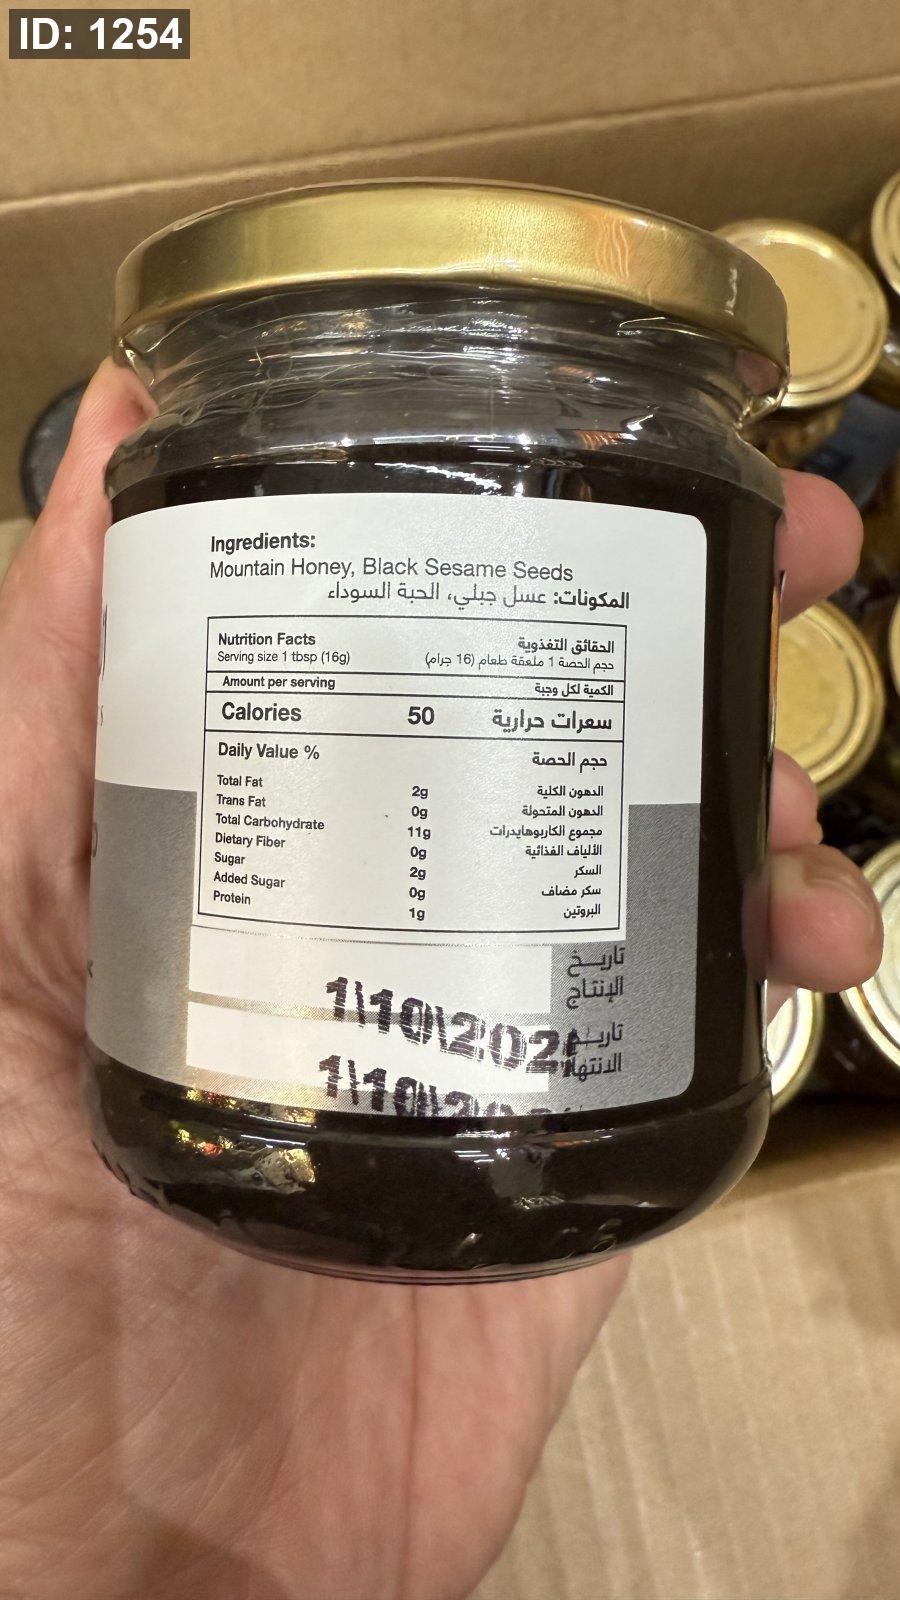 ID: 1254
Ingredients:
Mountain Honey, Black Sesame Seeds
المكونات: عسل جبلي، الحبة السوداء
Nutrition Facts الحقائق التغذوية
Serving size 1 tbsp (16g) حجم الحصة 1 ملعقة طعام (16 جرام)
Amount per serving الكمية لكل وجبة
Calories 50 سعرات حرارية
Daily Value % حجم الحصة
Total Fat 2g الدهون الكلية
Trans Fat 0g الدهون المتحولة
Total Carbohydrate 11g مجموع الكاربوهايدرات
Dietary Fiber 0g الألياف الغذائية
Sugar 2g السكر
Added Sugar 0g سكر مضاف
Protein 1g البروتين
تاريخ
الإنتاج
1\10\202
تاريخ
1\10\